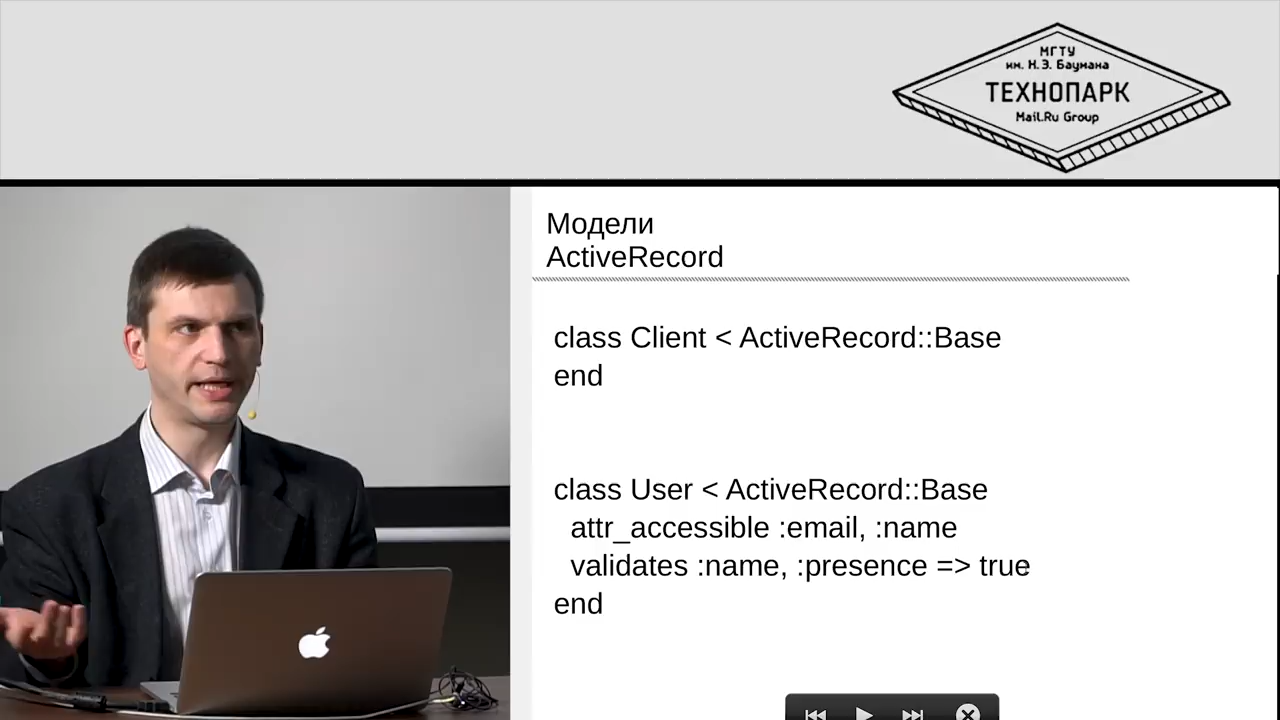 МГТУ
им. Н.Э. Баумана
ТЕХНОПАРК
Mail.Ru Group
Модели
ActiveRecord
class Client < ActiveRecord::Base
end
class User < ActiveRecord::Base
attr_accessible :email, :name
validates :name, :presence => true
end